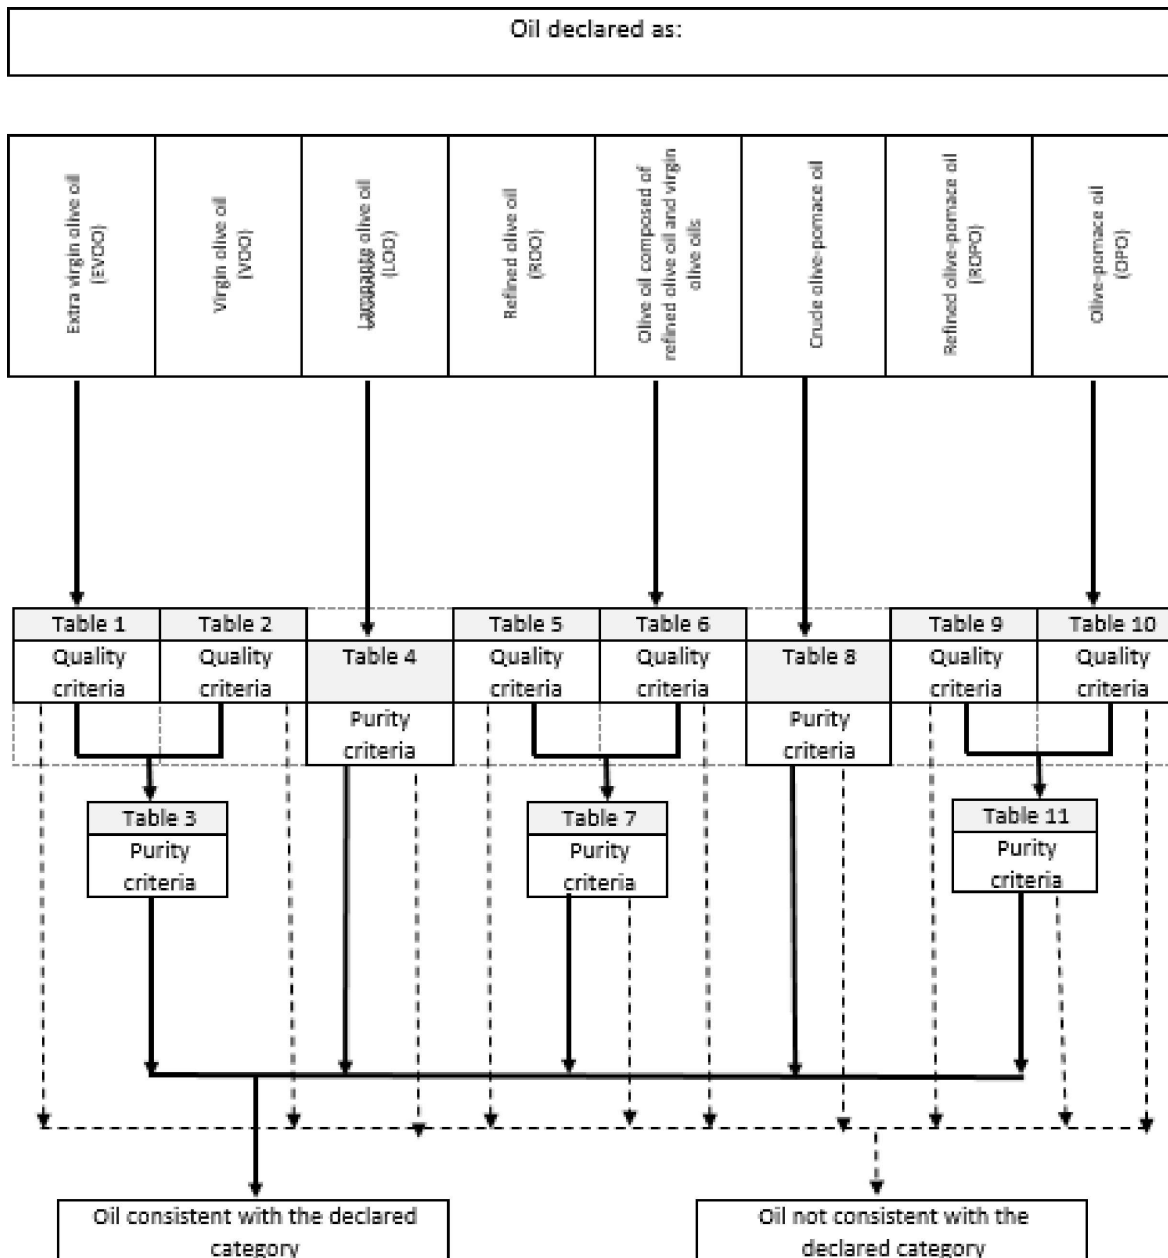 Oil declared as:
Extra virgin olive oil
(EVOO)
Virgin olive oil
(VOO)
Lampante olive oil
(LOO)
Refined olive oil
(ROO)
Olive oil composed of
refined olive oil and virgin
olive oils
Crude olive-pomace oil
Refined olive-pomace oil
(ROPO)
Olive-pomace oil
(OPO)
Table 1
Quality
criteria
Table 2
Quality
criteria
Table 4
Purity
criteria
Table 5
Quality
criteria
Table 6
Quality
criteria
Table 8
Purity
criteria
Table 9
Quality
criteria
Table 10
Quality
criteria
Table 3
Purity
criteria
Table 7
Purity
criteria
Table 11
Purity
criteria
Oil consistent with the declared
category
Oil not consistent with the
declared category